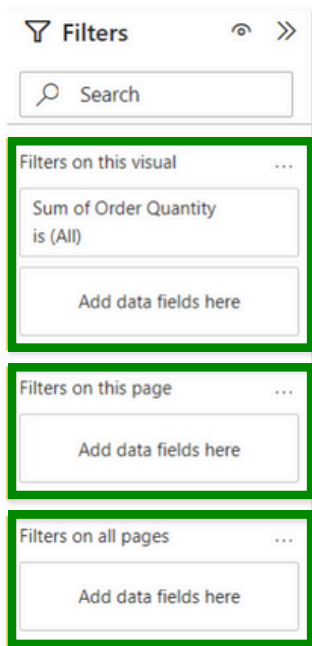 Filters
Search
Filters on this visual ...
Sum of Order Quantity
is (All)
Add data fields here
Filters on this page ...
Add data fields here
Filters on all pages ...
Add data fields here